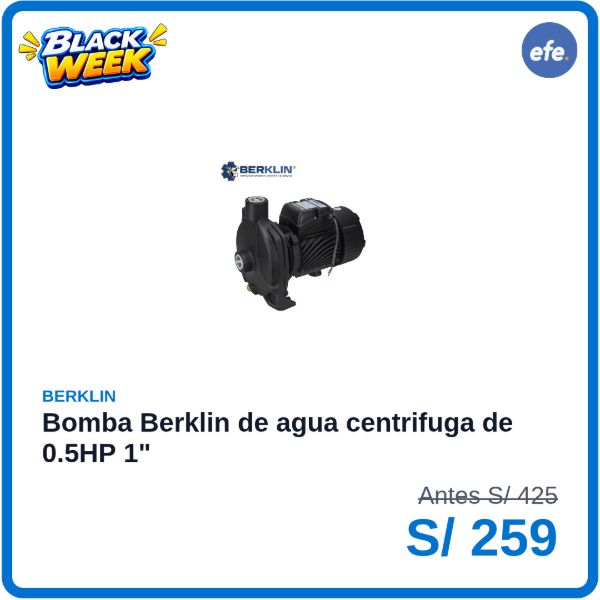 BLACK
WEEK
efe.
BERKLIN
BERKLIN
Bomba Berklin de agua centrifuga de
0.5HP 1"
Antes S/ 425
S/ 259